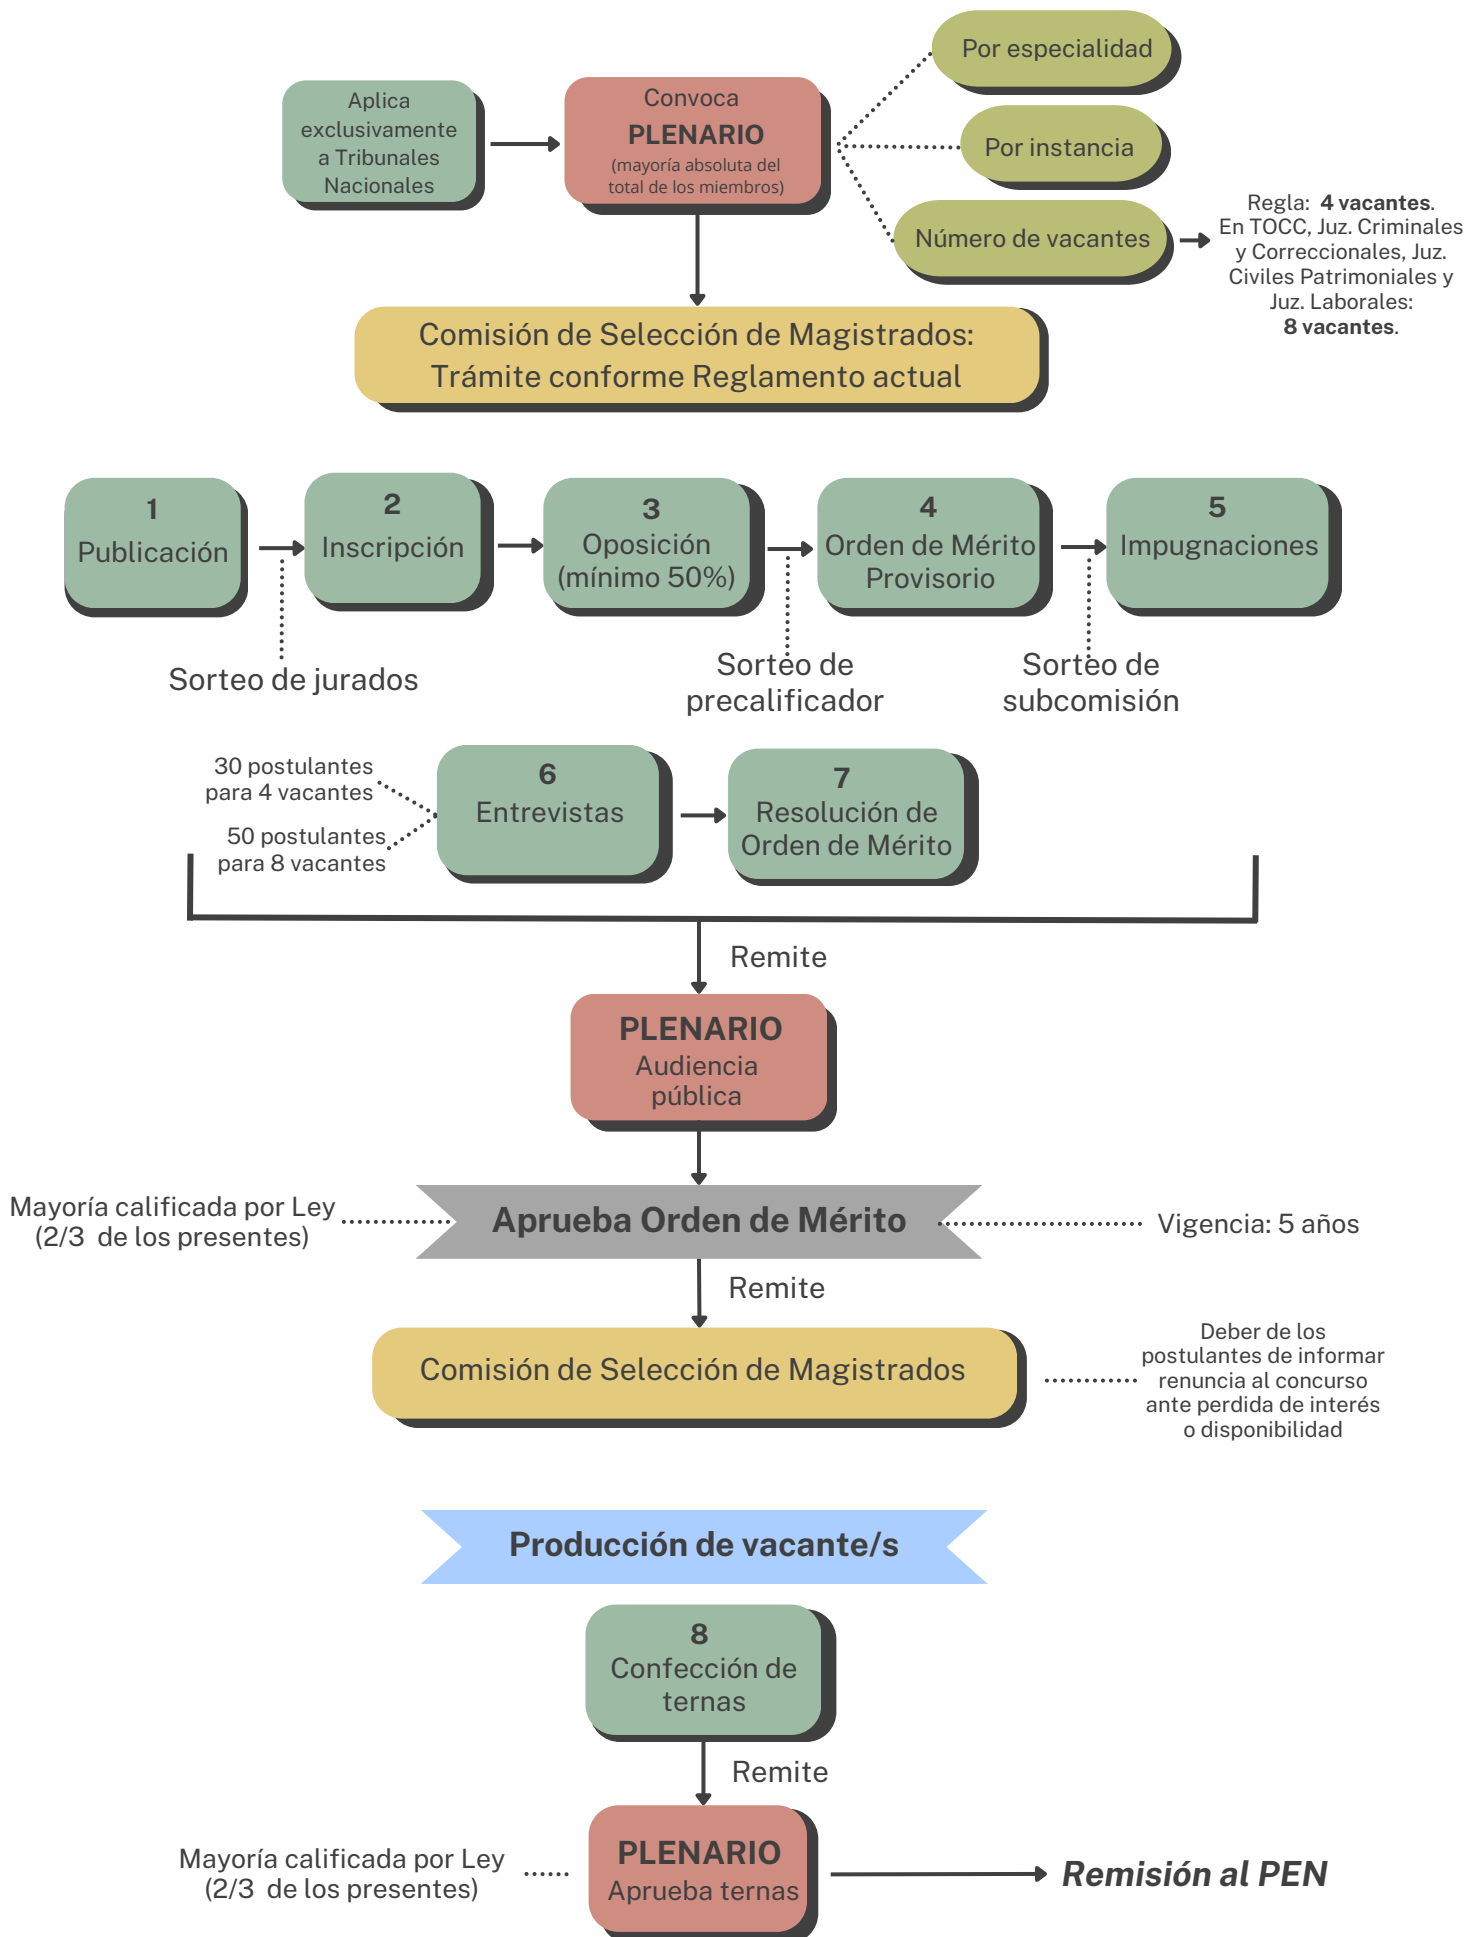 Aplica
exclusivamente
a Tribunales
Nacionales
Convoca
PLENARIO
(mayoría absoluta del
total de los miembros)
Por especialidad
Por instancia
Número de vacantes
Regla: 4 vacantes.
En TOCC, Juz. Criminales
y Correccionales, Juz.
Civiles Patrimoniales y
Juz. Laborales:
8 vacantes.
Comisión de Selección de Magistrados:
Trámite conforme Reglamento actual
1
Publicación
2
Inscripción
3
Oposición
(mínimo 50%)
4
Orden de Mérito
Provisorio
5
Impugnaciones
Sorteo de jurados
Sorteo de
precalificador
Sorteo de
subcomisión
30 postulantes
para 4 vacantes
50 postulantes
para 8 vacantes
6
Entrevistas
7
Resolución de
Orden de Mérito
Remite
PLENARIO
Audiencia
pública
Mayoría calificada por Ley
(2/3 de los presentes)
Aprueba Orden de Mérito
Vigencia: 5 años
Remite
Comisión de Selección de Magistrados
Deber de los
postulantes de informar
renuncia al concurso
ante perdida de interés
o disponibilidad
Producción de vacante/s
8
Confección de
ternas
Remite
Mayoría calificada por Ley
(2/3 de los presentes)
PLENARIO
Aprueba ternas
Remisión al PEN